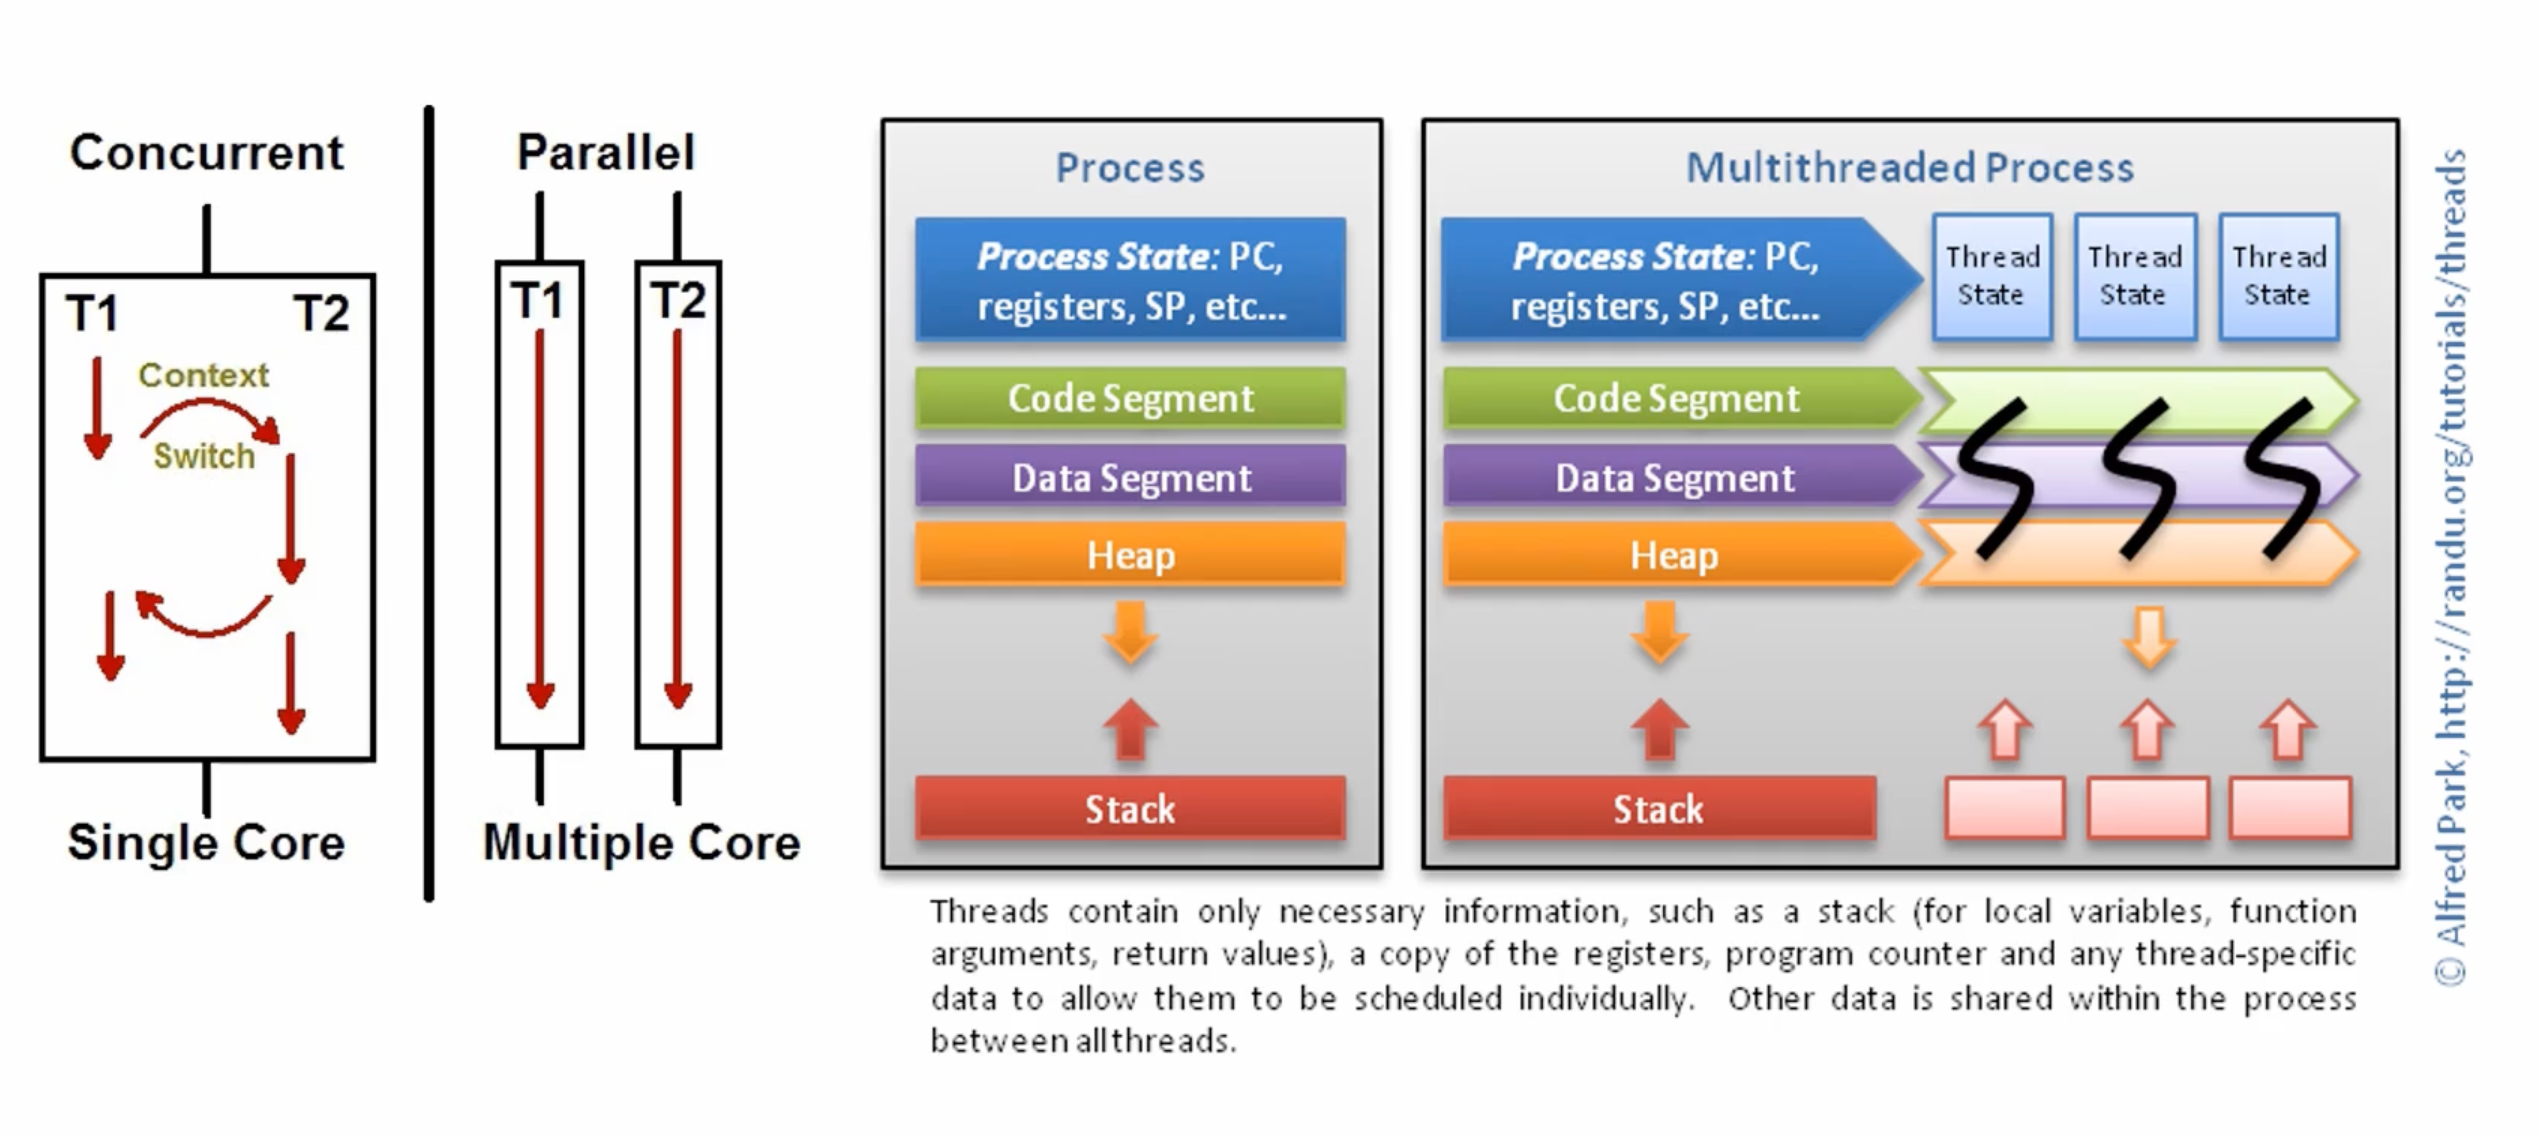 Concurrent
T1 T2
Context
Switch
Single Core
Parallel
T1 T2
Multiple Core
Process
Process State: PC,
registers, SP, etc...
Code Segment
Data Segment
Heap
Stack
Multithreaded Process
Process State: PC,
registers, SP, etc...
Thread
State
Thread
State
Thread
State
Code Segment
Data Segment
Heap
Stack
Threads contain only necessary information, such as a stack (for local variables, function
arguments, return values), a copy of the registers, program counter and any thread-specific
data to allow them to be scheduled individually. Other data is shared within the process
between all threads.
© Alfred Park, http://randu.org/tutorials/threads